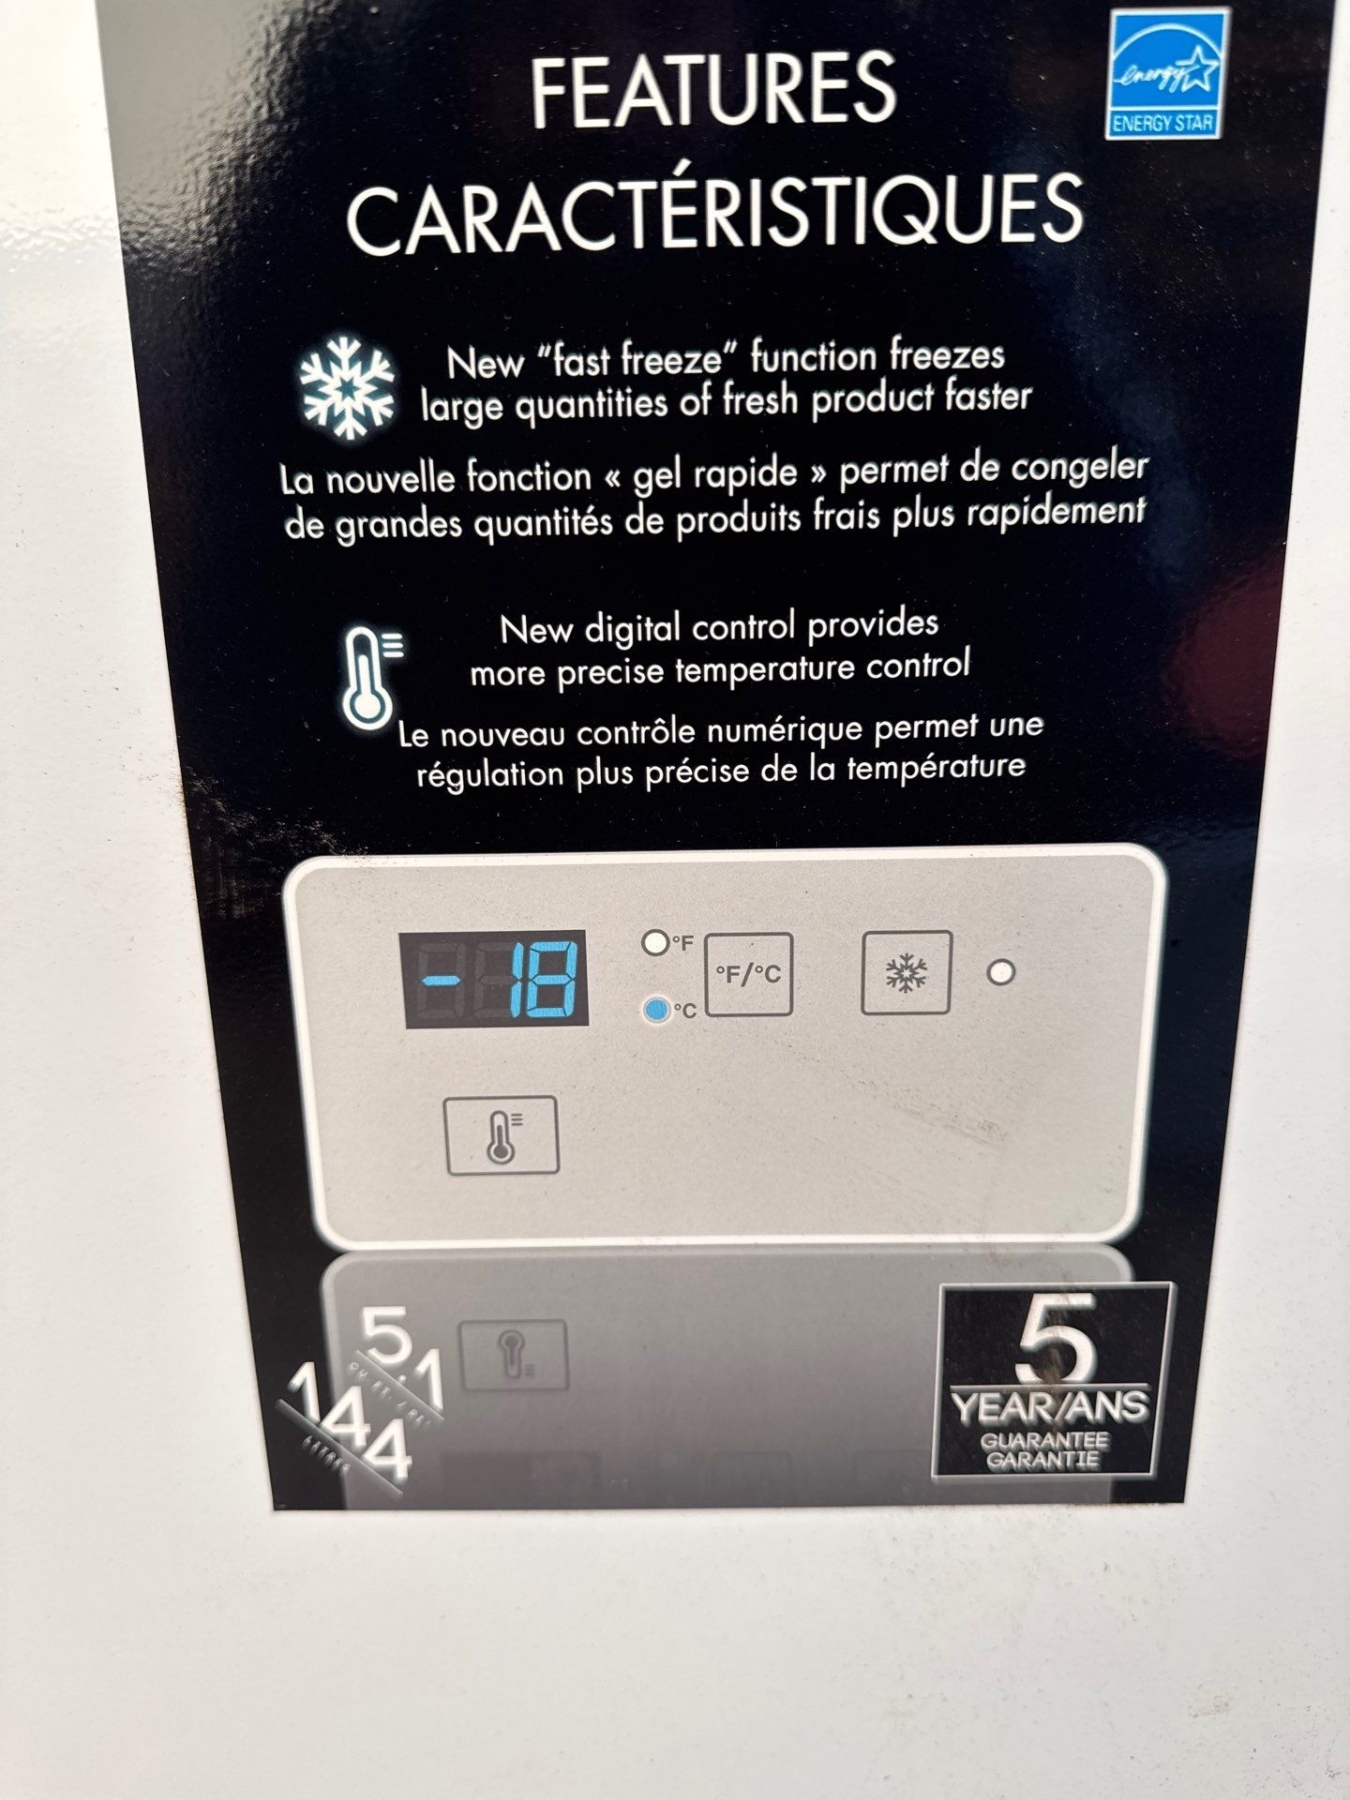 energy
ENERGY STAR
FEATURES
CARACTÉRISTIQUES
New "fast freeze" function freezes
large quantities of fresh product faster
La nouvelle fonction « gel rapide » permet de congeler
de grandes quantités de produits frais plus rapidement
New digital control provides
more precise temperature control
Le nouveau contrôle numérique permet une
régulation plus précise de la température
-18
°F
°C
°F/°C
5.1
144
5
YEAR/ANS
GUARANTEE
GARANTIE